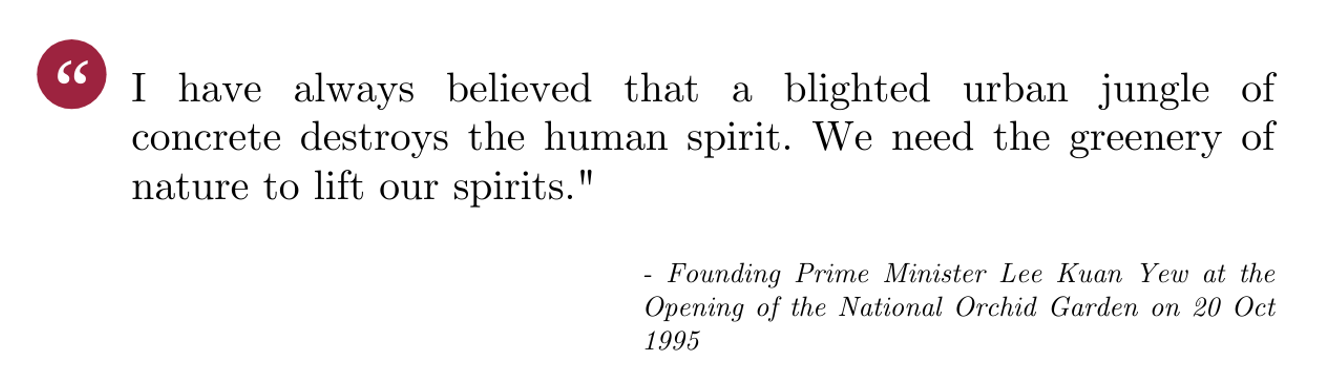 “ I have always believed that a blighted urban jungle of
concrete destroys the human spirit. We need the greenery of
nature to lift our spirits."
- Founding Prime Minister Lee Kuan Yew at the
Opening of the National Orchid Garden on 20 Oct
1995